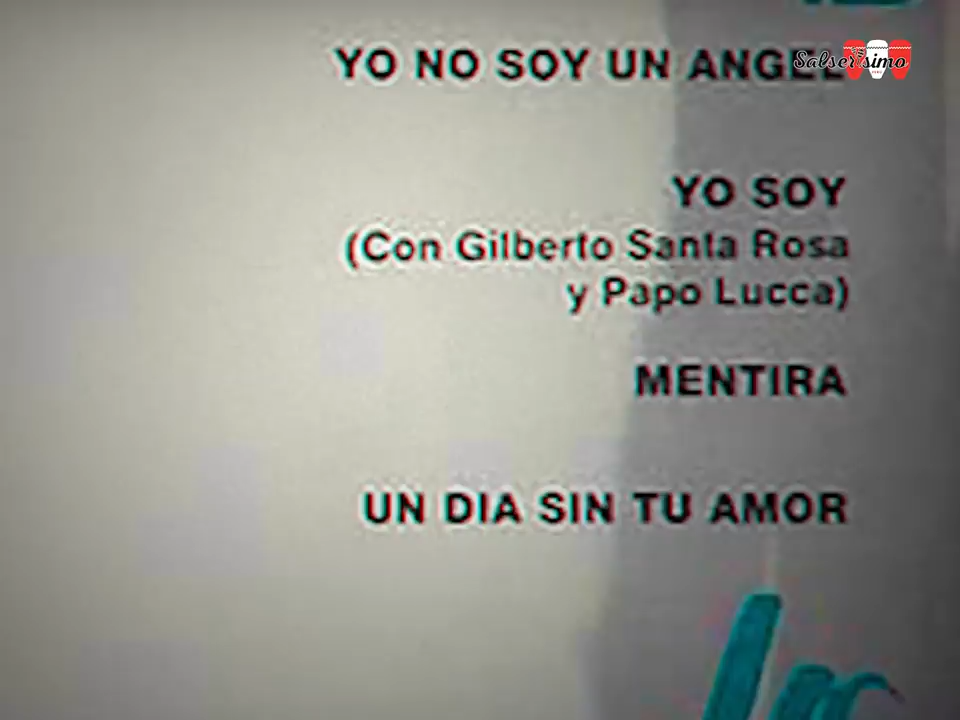 YO NO SOY UN ANGEL
Salserísimo
YO SOY
(Con Gilberto Santa Rosa
y Papo Lucca)
MENTIRA
UN DIA SIN TU AMOR